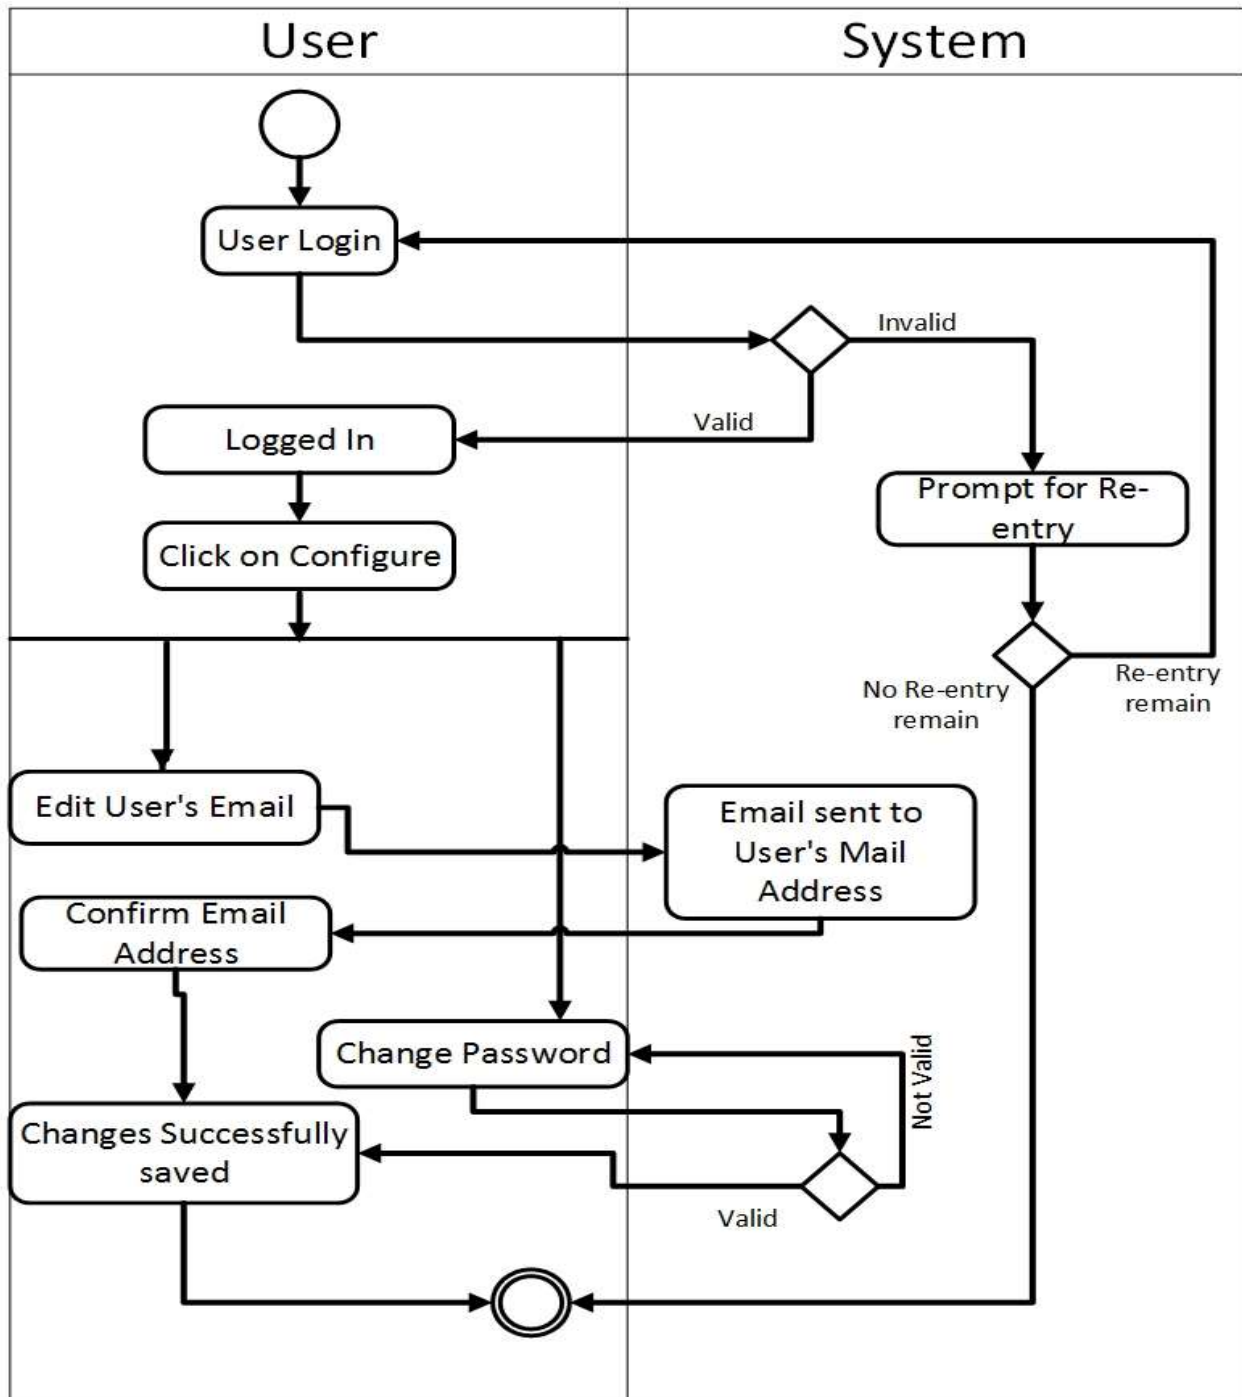 User
System
User Login
Invalid
Valid
Logged In
Prompt for Re-
entry
Click on Configure
No Re-entry
remain
Re-entry
remain
Edit User's Email
Email sent to
User's Mail
Address
Confirm Email
Address
Change Password
Not Valid
Changes Successfully
saved
Valid